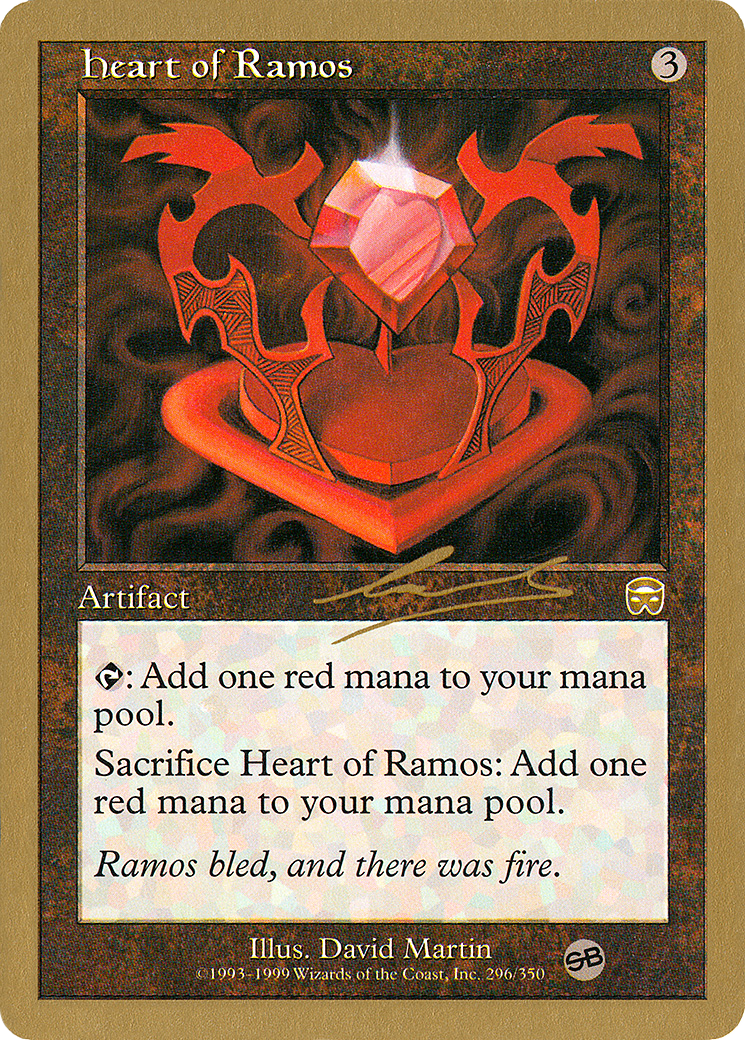 Heart of Ramos
3
Artifact
: Add one red mana to your mana
pool.
Sacrifice Heart of Ramos: Add one
red mana to your mana pool.
Ramos bled, and there was fire.
Illus. David Martin
©1993-1999 Wizards of the Coast, Inc. 296/350
SB